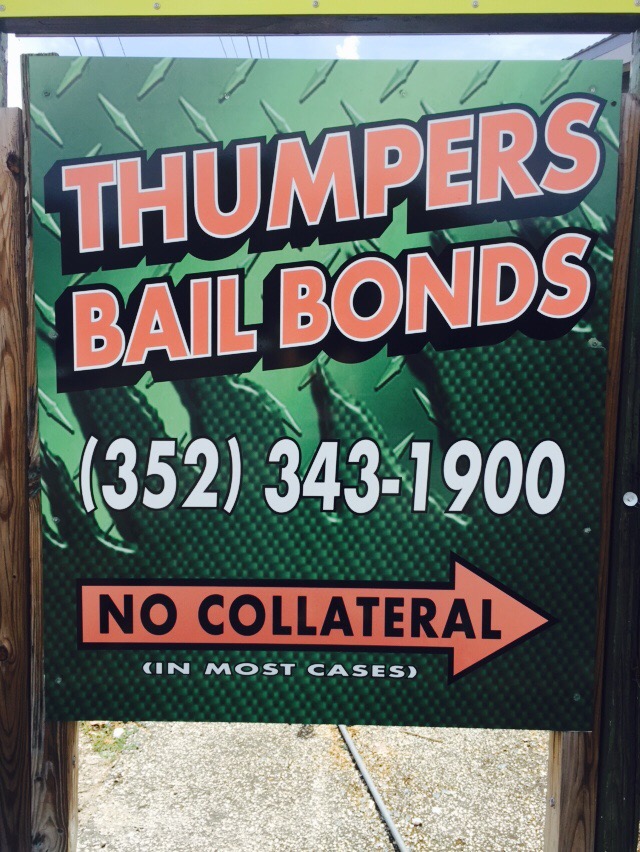 THUMPERS
BAIL BONDS
(352) 343-1900
NO COLLATERAL
(IN MOST CASES)